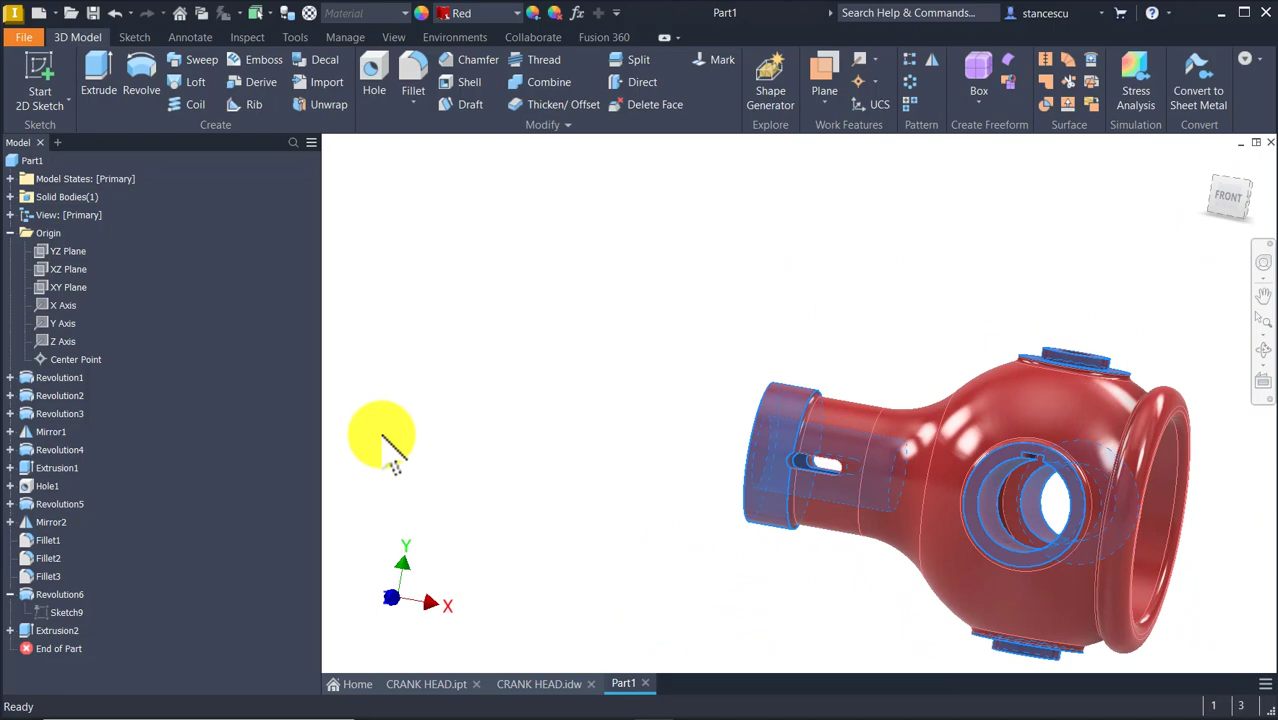 Material Red Part1 Search Help & Commands... stancescu
File 3D Model Sketch Annotate Inspect Tools Manage View Environments Collaborate Fusion 360
Start 2D Sketch
Sketch
Extrude Revolve Sweep Emboss Decal
Loft Derive Import
Coil Rib Unwrap
Create
Hole Fillet Chamfer Thread Split Mark
Shell Combine Direct
Draft Thicken/ Offset Delete Face
Modify
Shape Generator
Explore
Plane UCS
Work Features
Pattern
Box
Create Freeform
Surface
Stress Analysis
Simulation
Convert to Sheet Metal
Convert
Model
Part1
Model States: [Primary]
Solid Bodies(1)
View: [Primary]
Origin
YZ Plane
XZ Plane
XY Plane
X Axis
Y Axis
Z Axis
Center Point
Revolution1
Revolution2
Revolution3
Mirror1
Revolution4
Extrusion1
Hole1
Revolution5
Mirror2
Fillet1
Fillet2
Fillet3
Revolution6
Sketch9
Extrusion2
End of Part
FRONT
Y
X
Home CRANK HEAD.ipt CRANK HEAD.idw Part1
Ready 1 3